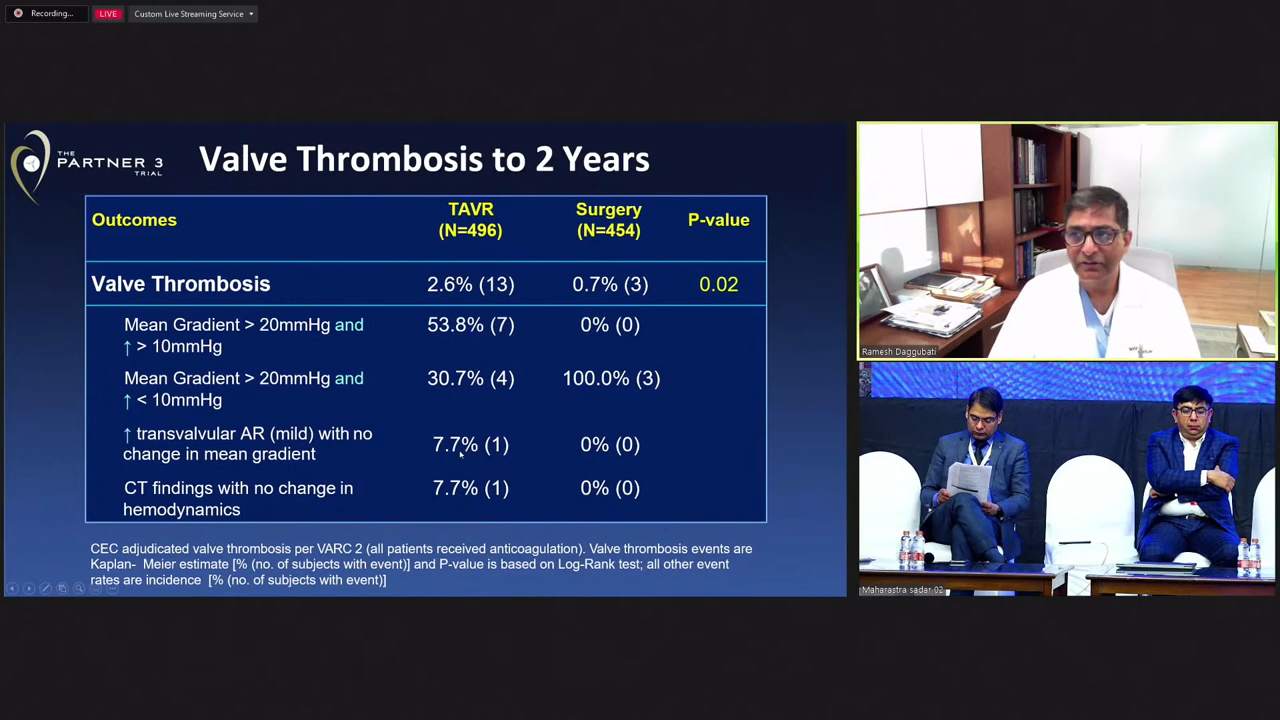 Recording...
LIVE
Custom Live Streaming Service
THE
PARTNER 3
TRIAL
Valve Thrombosis to 2 Years
Outcomes
TAVR
(N=496)
Surgery
(N=454)
P-value
Valve Thrombosis
2.6% (13)
0.7% (3)
0.02
Mean Gradient > 20mmHg and
↑ > 10mmHg
53.8% (7)
0% (0)
Mean Gradient > 20mmHg and
↑ < 10mmHg
30.7% (4)
100.0% (3)
↑ transvalvular AR (mild) with no
change in mean gradient
7.7% (1)
0% (0)
CT findings with no change in
hemodynamics
7.7% (1)
0% (0)
CEC adjudicated valve thrombosis per VARC 2 (all patients received anticoagulation). Valve thrombosis events are
Kaplan- Meier estimate [% (no. of subjects with event)] and P-value is based on Log-Rank test; all other event
rates are incidence [% (no. of subjects with event)]
Ramesh Daggubati
Maharastra sadar 02